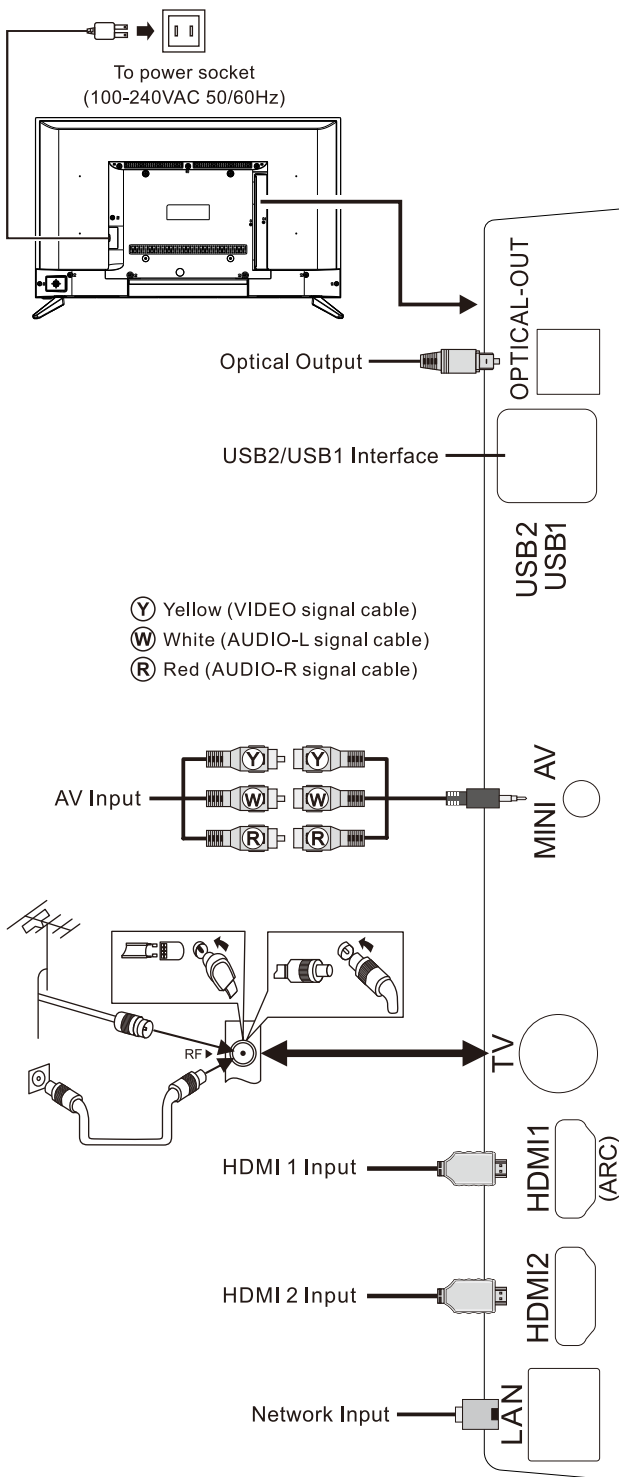 To power socket
(100-240VAC 50/60Hz)
OPTICAL-OUT
Optical Output
USB2/USB1 Interface
USB2
USB1
Y Yellow (VIDEO signal cable)
W White (AUDIO-L signal cable)
R Red (AUDIO-R signal cable)
Y Y
AV Input W W
R R
MINI AV
RF
TV
HDMI 1 Input
HDMI1
(ARC)
HDMI 2 Input
HDMI2
Network Input
LAN